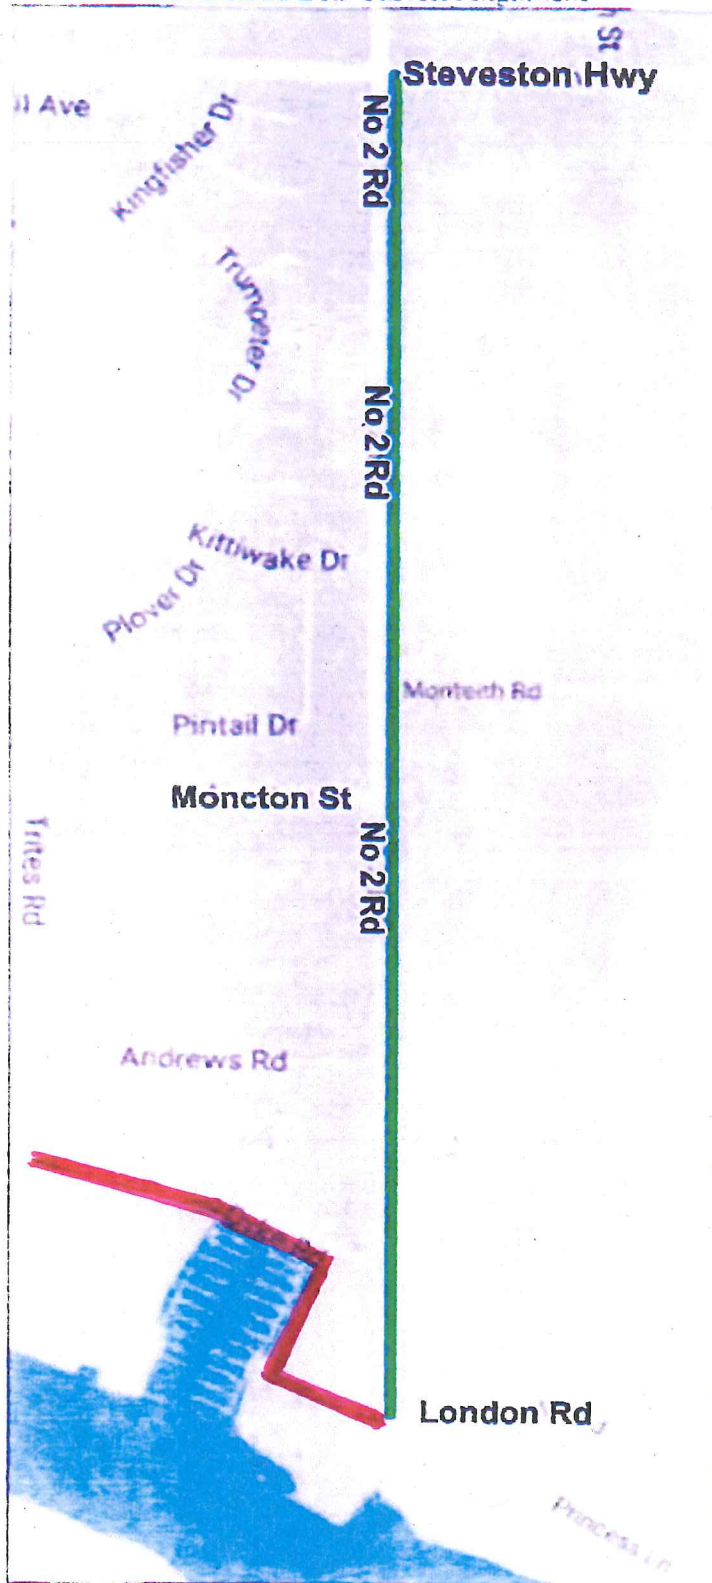 St
Steveston Hwy
Ave
Kingfisher Dr
No 2 Rd
Trumpeter Dr
No 2 Rd
Kittiwake Dr
Plover Dr
Monteith Rd
Pintail Dr
Moncton St
Trites Rd
No 2 Rd
Andrews Rd
London Rd
Princess Ln